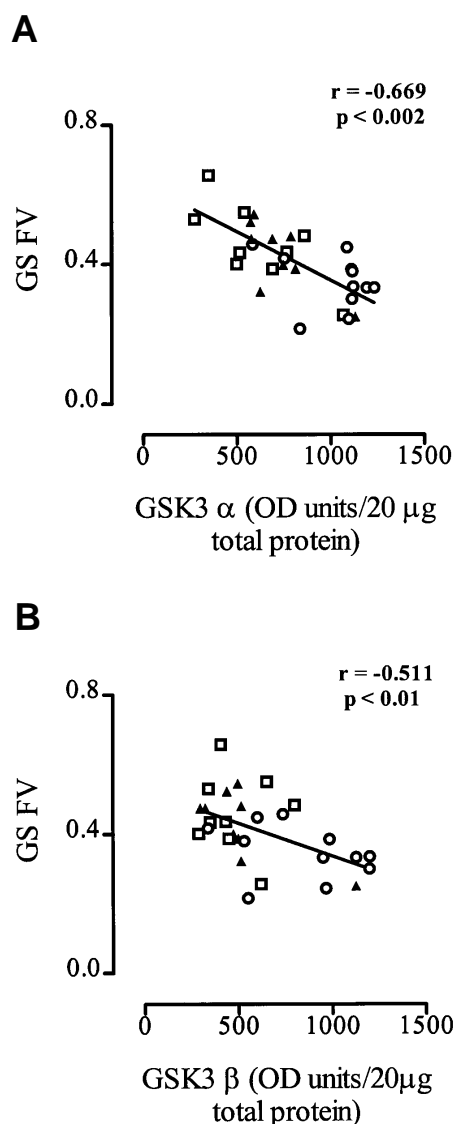 A
r = -0.669
p < 0.002
0.8
0.4
0.0
GS FV
0 500 1000 1500
GSK3 α (OD units/20 μg
total protein)
B
r = -0.511
p < 0.01
0.8
0.4
0.0
GS FV
0 500 1000 1500
GSK3 β (OD units/20μg
total protein)